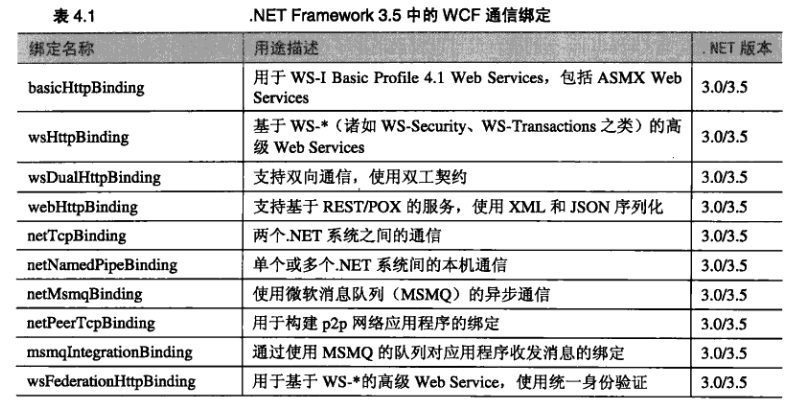 表 4.1 .NET Framework 3.5 中的 WCF 通信绑定
绑定名称 用途描述 .NET 版本
basicHttpBinding 用于 WS-I Basic Profile 4.1 Web Services，包括 ASMX Web Services 3.0/3.5
wsHttpBinding 基于 WS-*（诸如 WS-Security、WS-Transactions 之类）的高级 Web Services 3.0/3.5
wsDualHttpBinding 支持双向通信，使用双工契约 3.0/3.5
webHttpBinding 支持基于 REST/POX 的服务，使用 XML 和 JSON 序列化 3.0/3.5
netTcpBinding 两个.NET 系统之间的通信 3.0/3.5
netNamedPipeBinding 单个或多个.NET 系统间的本机通信 3.0/3.5
netMsmqBinding 使用微软消息队列（MSMQ）的异步通信 3.0/3.5
netPeerTcpBinding 用于构建 p2p 网络应用程序的绑定 3.0/3.5
msmqIntegrationBinding 通过使用 MSMQ 的队列对应用程序收发消息的绑定 3.0/3.5
wsFederationHttpBinding 用于基于 WS-*的高级 Web Service，使用统一身份验证 3.0/3.5